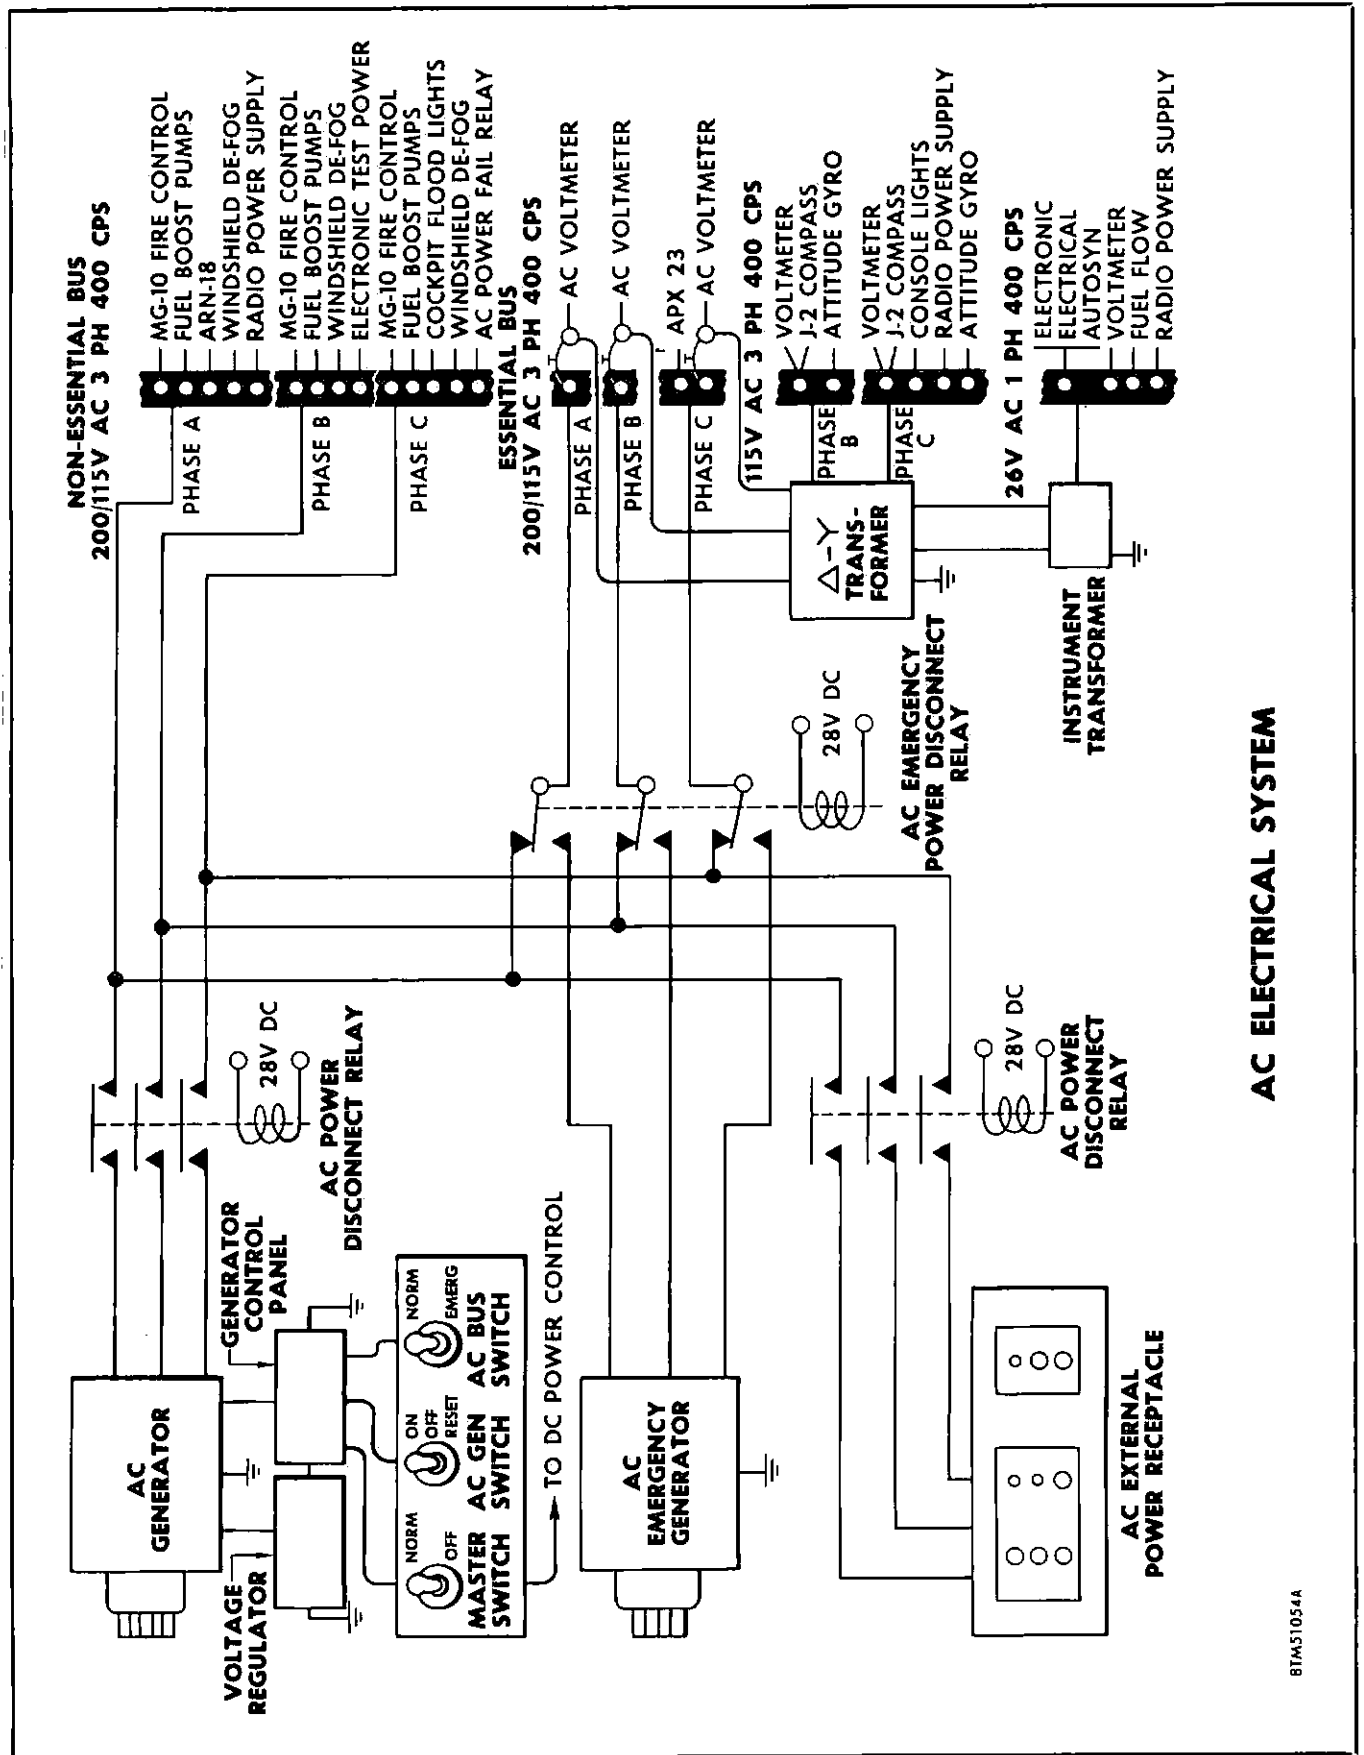 NON-ESSENTIAL BUS
200/115V AC 3 PH 400 CPS
PHASE A
MG-10 FIRE CONTROL
FUEL BOOST PUMPS
ARN-18
WINDSHIELD DE-FOG
RADIO POWER SUPPLY
PHASE B
MG-10 FIRE CONTROL
FUEL BOOST PUMPS
WINDSHIELD DE-FOG
ELECTRONIC TEST POWER
PHASE C
MG-10 FIRE CONTROL
FUEL BOOST PUMPS
COCKPIT FLOOD LIGHTS
WINDSHIELD DE-FOG
AC POWER FAIL RELAY
ESSENTIAL BUS
200/115V AC 3 PH 400 CPS
PHASE A
AC VOLTMETER
PHASE B
AC VOLTMETER
PHASE C
APX 23
AC VOLTMETER
115V AC 3 PH 400 CPS
PHASE
B
VOLTMETER
J-2 COMPASS
ATTITUDE GYRO
PHASE
C
VOLTMETER
J-2 COMPASS
CONSOLE LIGHTS
RADIO POWER SUPPLY
ATTITUDE GYRO
26V AC 1 PH 400 CPS
ELECTRONIC
ELECTRICAL
AUTOSYN
VOLTMETER
FUEL FLOW
RADIO POWER SUPPLY
Δ-Y
TRANS-
FORMER
INSTRUMENT
TRANSFORMER
28V DC
AC EMERGENCY
POWER DISCONNECT
RELAY
28V DC
AC POWER
DISCONNECT RELAY
28V DC
AC POWER
DISCONNECT
RELAY
AC
GENERATOR
VOLTAGE
REGULATOR
GENERATOR
CONTROL
PANEL
NORM
OFF
MASTER
SWITCH
ON
OFF
RESET
AC GEN
SWITCH
NORM
EMERG
AC BUS
SWITCH
TO DC POWER CONTROL
AC
EMERGENCY
GENERATOR
AC EXTERNAL
POWER RECEPTACLE
AC ELECTRICAL SYSTEM
BTM51054A